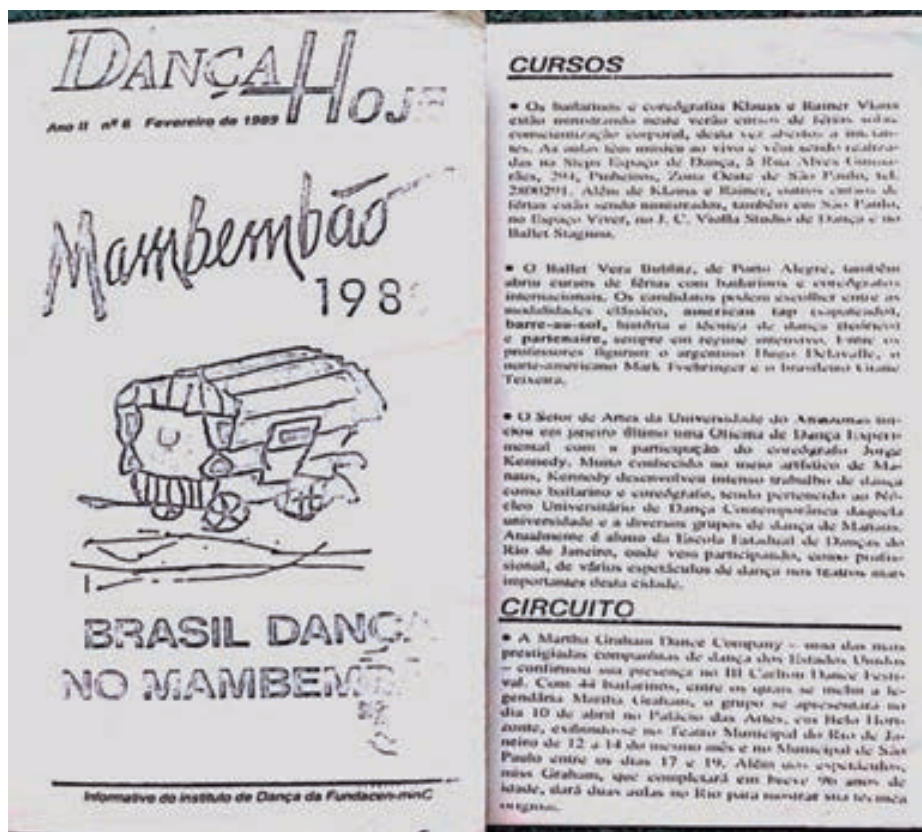 DANÇA HOJE
Ano II nº 6 Fevereiro de 1989
Mambembão
198
BRASIL DANÇA
NO MAMBEM
Informativo do instituto de Dança da Fundacen-minC
CURSOS
• Os bailarinos e coreógrafos Klauss e Rainer Viana
estão ministrando neste verão cursos de férias sobre
conscientização corporal, desta vez abertos a inician-
tes. As aulas têm música ao vivo e vêm sendo realiza-
das na Steps Espaço de Dança, à Rua Alves Guima-
rães, 294, Pinheiros, Zona Oeste de São Paulo, tel.
2800291. Além de Klauss e Rainer, outros cursos de
férias estão sendo ministrados, também em São Paulo,
no Espaço Viver, no J. C. Violla Studio de Dança e no
Ballet Stagium.
• O Ballet Vera Bublitz, de Porto Alegre, também
abriu cursos de férias com bailarinos e coreógrafos
internacionais. Os candidatos podem escolher entre as
modalidades clássico, american tap (sapateado),
barre-au-sol, história e técnica de dança (teórico)
e partenaire, sempre em regime intensivo. Entre os
professores figuram o argentino Hugo Delavalle, o
norte-americano Mark e o brasileiro
Teixeira.
• O Setor de Artes da Universidade do Amazonas ini-
ciou em janeiro último uma Oficina de Dança Experi-
mental com a participação do coreógrafo Jorge
Kennedy. Muito conhecido no meio artístico de Ma-
naus, Kennedy desenvolveu intenso trabalho de dança
como bailarino e coreógrafo, tendo pertencido ao Nú-
cleo Universitário de Dança Contemporânea daquela
universidade e a diversos grupos de dança de Manaus.
Atualmente é aluno da Escola Estadual de Danças do
Rio de Janeiro, onde vem participando, como profis-
sional, de vários espetáculos de dança nos teatros mais
importantes desta cidade.
CIRCUITO
• A Martha Graham Dance Company – uma das mais
prestigiadas companhias de dança dos Estados Unidos
– confirmou sua presença no III Carlton Dance Festi-
val. Com 44 bailarinos, entre os quais se inclui a le-
gendária Martha Graham, o grupo se apresentará no
dia 10 de abril no Palácio das Artes, em Belo Hori-
zonte, exibindo-se no Teatro Municipal do Rio de Ja-
neiro de 12 a 14 do mesmo mês e no Municipal de São
Paulo entre os dias 17 e 19. Além dos espetáculos,
miss Graham, que completará em breve 96 anos de
idade, dará duas aulas no Rio para mostrar sua técnica
original.